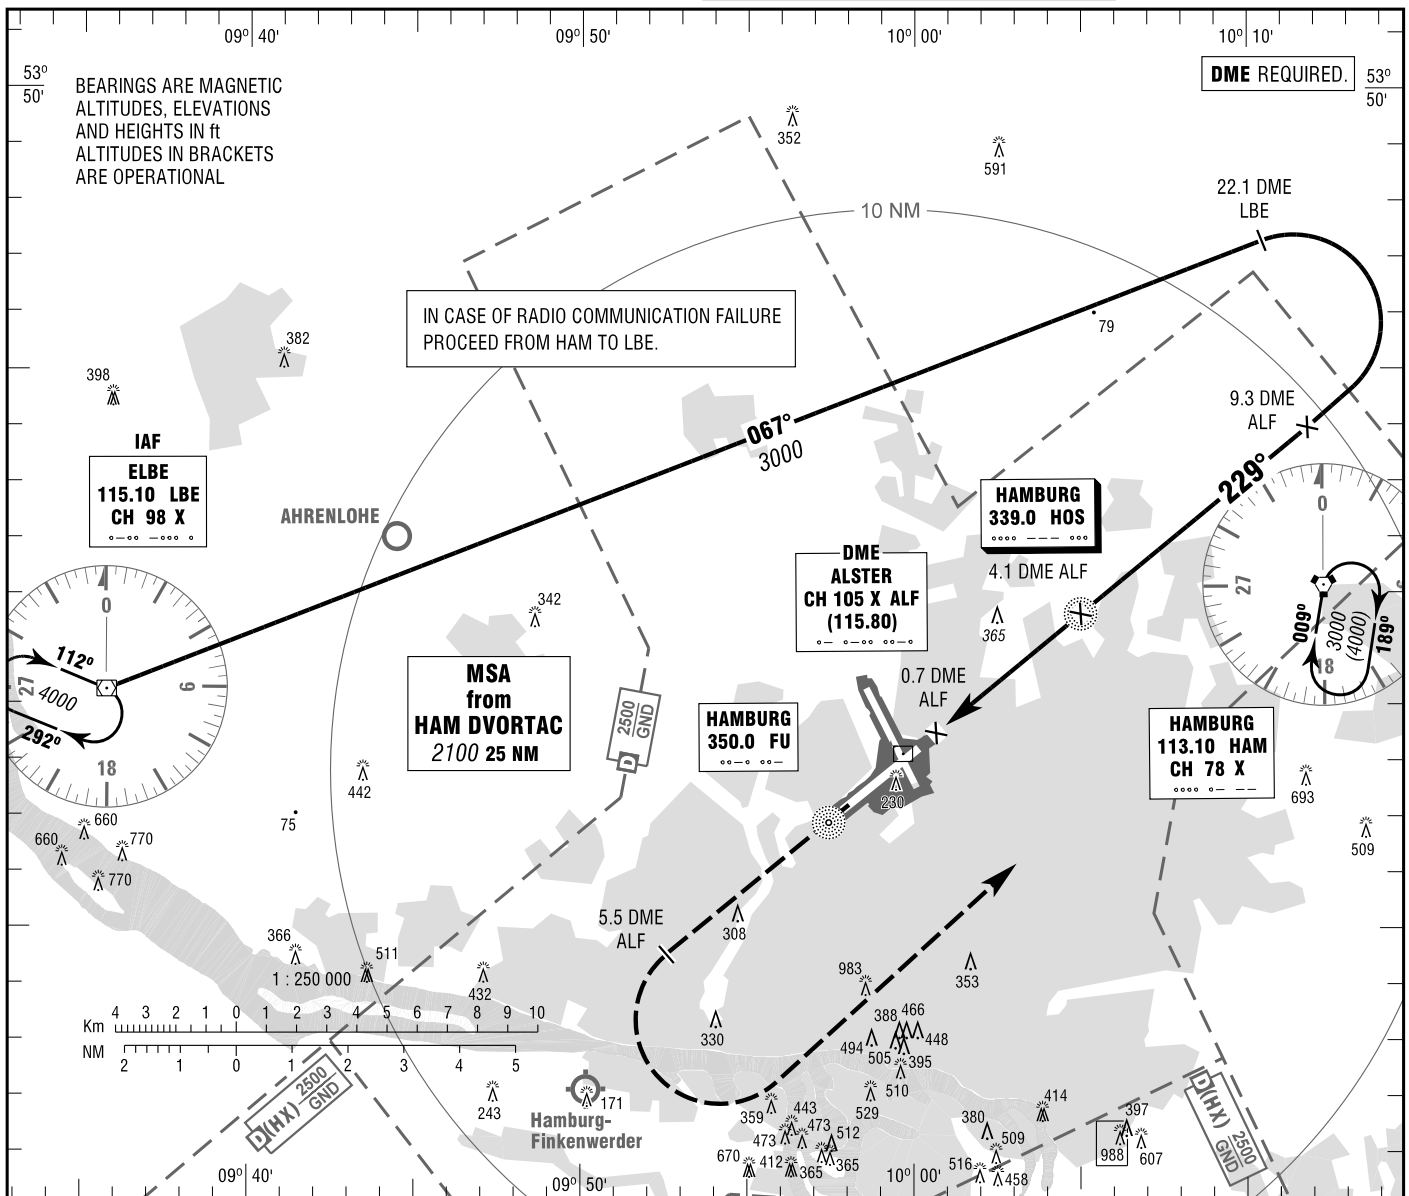 09° 40'
09° 50'
10° 00'
10° 10'
53°
50'
BEARINGS ARE MAGNETIC
ALTITUDES, ELEVATIONS
AND HEIGHTS IN ft
ALTITUDES IN BRACKETS
ARE OPERATIONAL
DME REQUIRED.
53°
50'
352
591
10 NM
22.1 DME
LBE
IN CASE OF RADIO COMMUNICATION FAILURE
PROCEED FROM HAM TO LBE.
79
382
398
9.3 DME
ALF
067°
3000
IAF
ELBE
115.10 LBE
CH 98 X
AHRENLOHE
229°
HAMBURG
339.0 HOS
4.1 DME ALF
DME
ALSTER
CH 105 X ALF
(115.80)
0
27
009°
3000
(4000)
189°
18
6
0
112°
27
4000
292°
6
18
342
365
MSA
from
HAM DVORTAC
2100 25 NM
2500
GND
D
0.7 DME
ALF
HAMBURG
350.0 FU
HAMBURG
113.10 HAM
CH 78 X
230
442
75
693
509
660
660
770
770
5.5 DME
ALF
308
366
511
432
1 : 250 000
Km 4 3 2 1 0 1 2 3 4 5 6 7 8 9 10
NM
2 1 0 1 2 3 4 5
983
353
330
388
466
494
505
448
395
510
529
D(HX) 2500
GND
243
171
Hamburg-
Finkenwerder
359
443
473
473
512
670
412
365
365
380
509
516
458
414
397
988
607
D(HX) 2500
GND
09° 40'
09° 50'
10° 00'